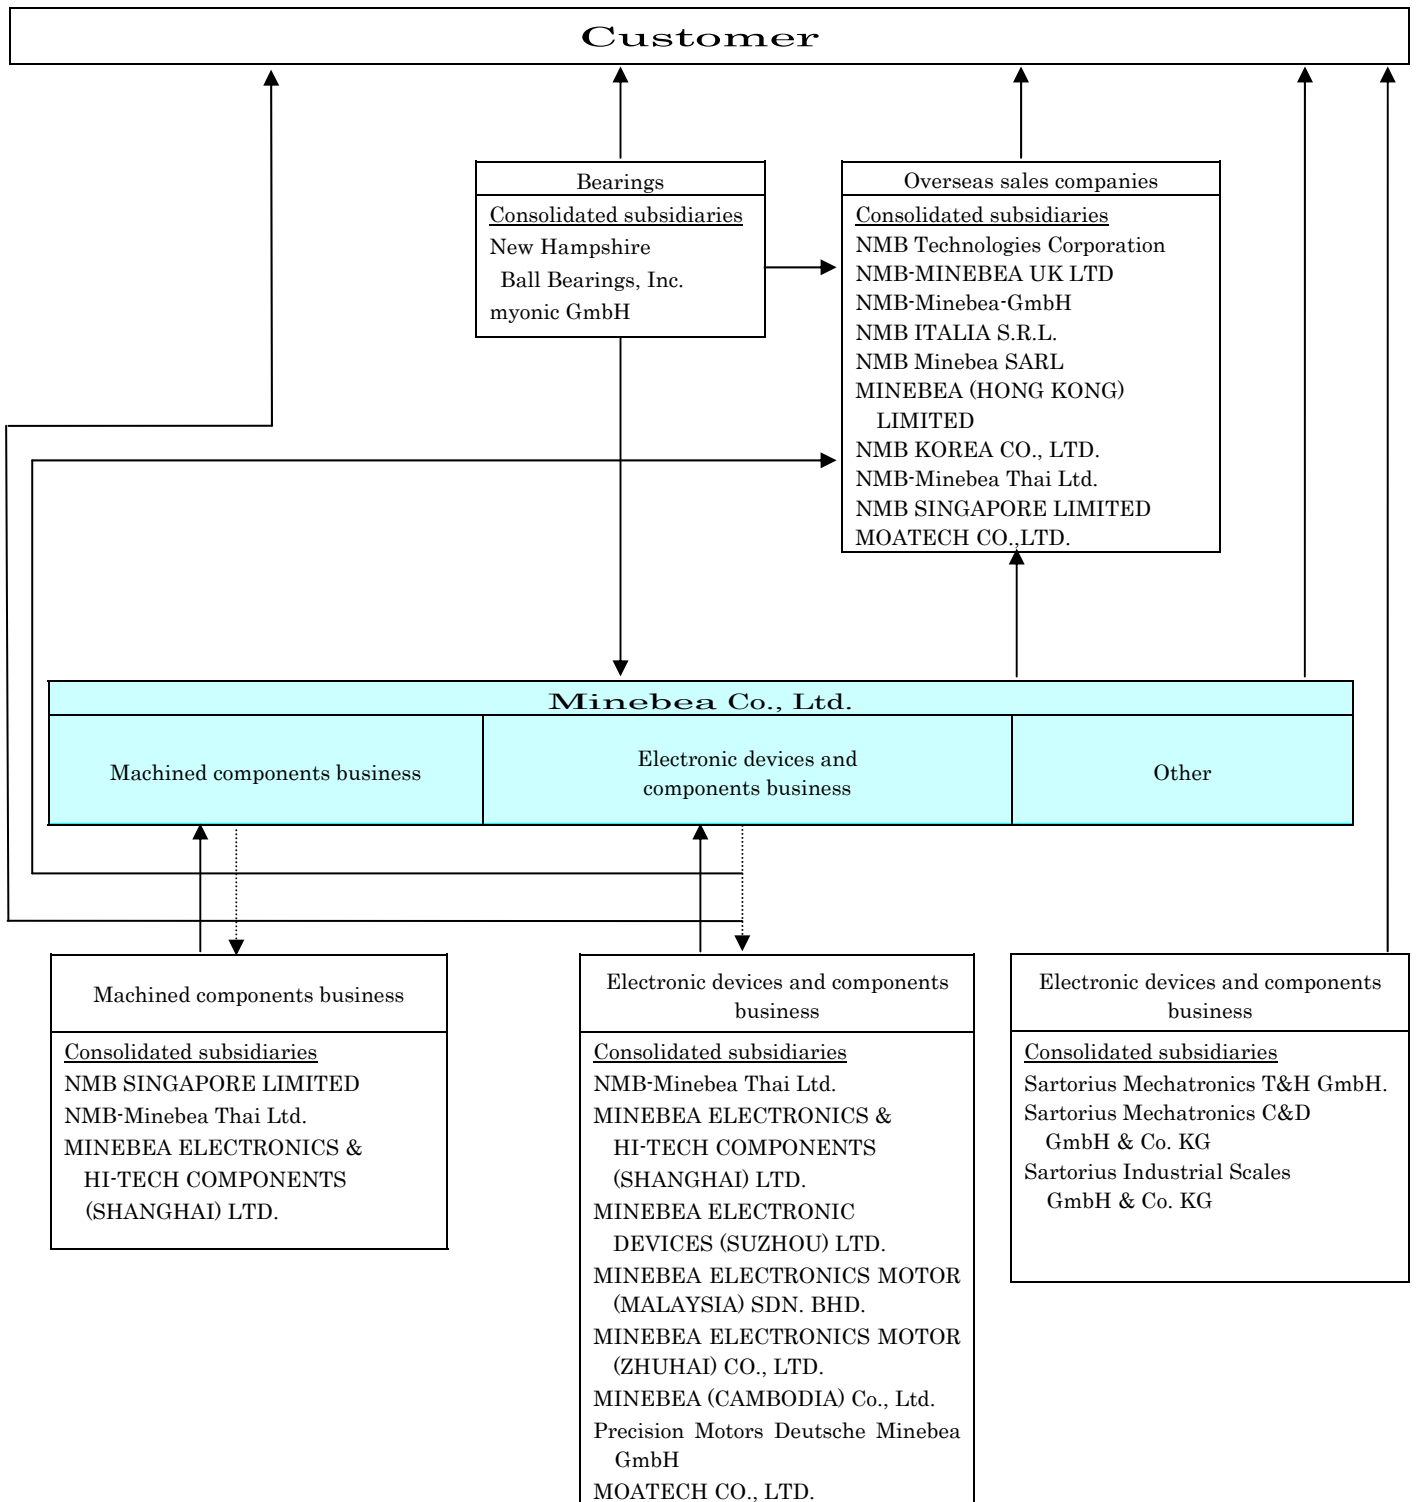 Customer
Bearings
Consolidated subsidiaries
New Hampshire
Ball Bearings, Inc.
myonic GmbH
Overseas sales companies
Consolidated subsidiaries
NMB Technologies Corporation
NMB-MINEBEA UK LTD
NMB-Minebea-GmbH
NMB ITALIA S.R.L.
NMB Minebea SARL
MINEBEA (HONG KONG)
LIMITED
NMB KOREA CO., LTD.
NMB-Minebea Thai Ltd.
NMB SINGAPORE LIMITED
MOATECH CO.,LTD.
Minebea Co., Ltd.
Machined components business
Electronic devices and
components business
Other
Machined components business
Consolidated subsidiaries
NMB SINGAPORE LIMITED
NMB-Minebea Thai Ltd.
MINEBEA ELECTRONICS &
HI-TECH COMPONENTS
(SHANGHAI) LTD.
Electronic devices and components
business
Consolidated subsidiaries
NMB-Minebea Thai Ltd.
MINEBEA ELECTRONICS &
HI-TECH COMPONENTS
(SHANGHAI) LTD.
MINEBEA ELECTRONIC
DEVICES (SUZHOU) LTD.
MINEBEA ELECTRONICS MOTOR
(MALAYSIA) SDN. BHD.
MINEBEA ELECTRONICS MOTOR
(ZHUHAI) CO., LTD.
MINEBEA (CAMBODIA) Co., Ltd.
Precision Motors Deutsche Minebea
GmbH
MOATECH CO., LTD.
Electronic devices and components
business
Consolidated subsidiaries
Sartorius Mechatronics T&H GmbH.
Sartorius Mechatronics C&D
GmbH & Co. KG
Sartorius Industrial Scales
GmbH & Co. KG